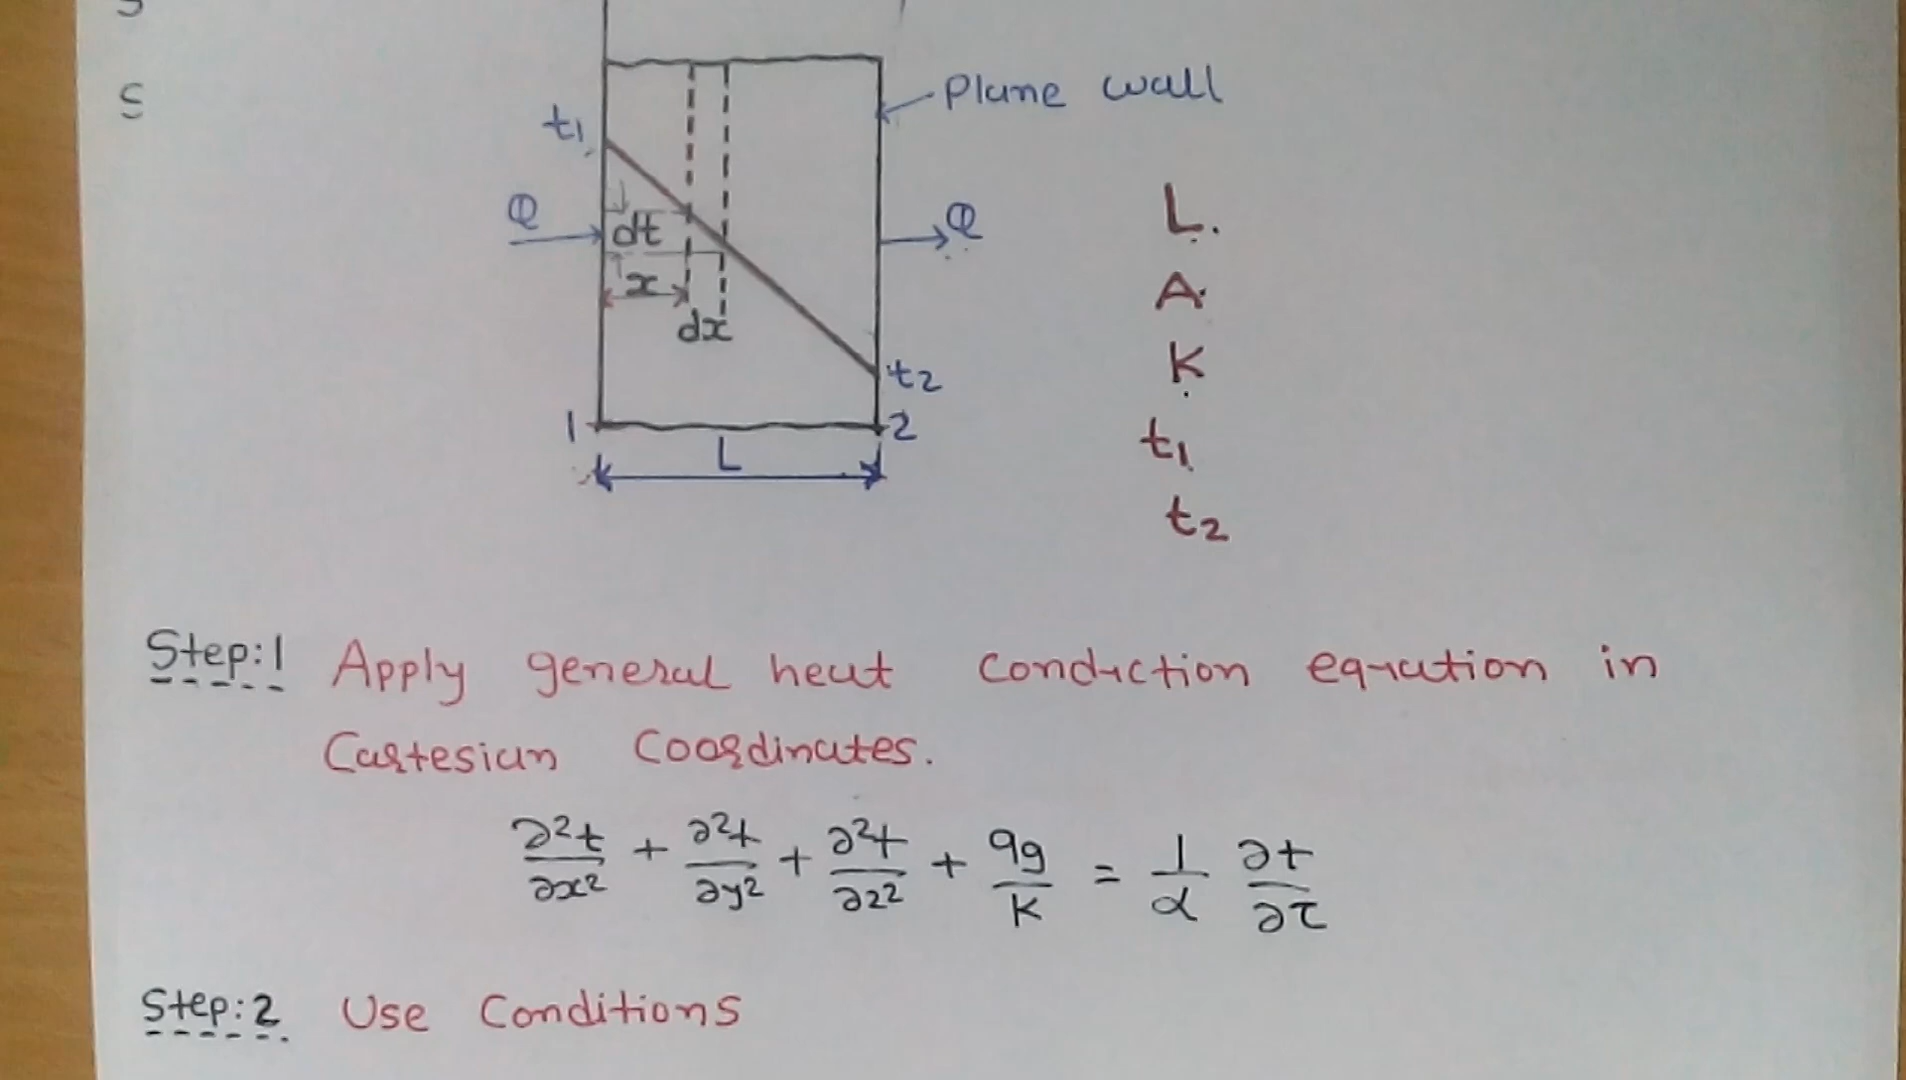 S
Plane wall
t1
Q
dt
Q
x
dx
t2
1
2
L
L.
A
K
t1
t2
Step:1 Apply general heat conduction equation in
Cartesian Coordinates.
∂²t/∂x² + ∂²t/∂y² + ∂²t/∂z² + qg/K = 1/α ∂t/∂τ
Step:2 Use Conditions